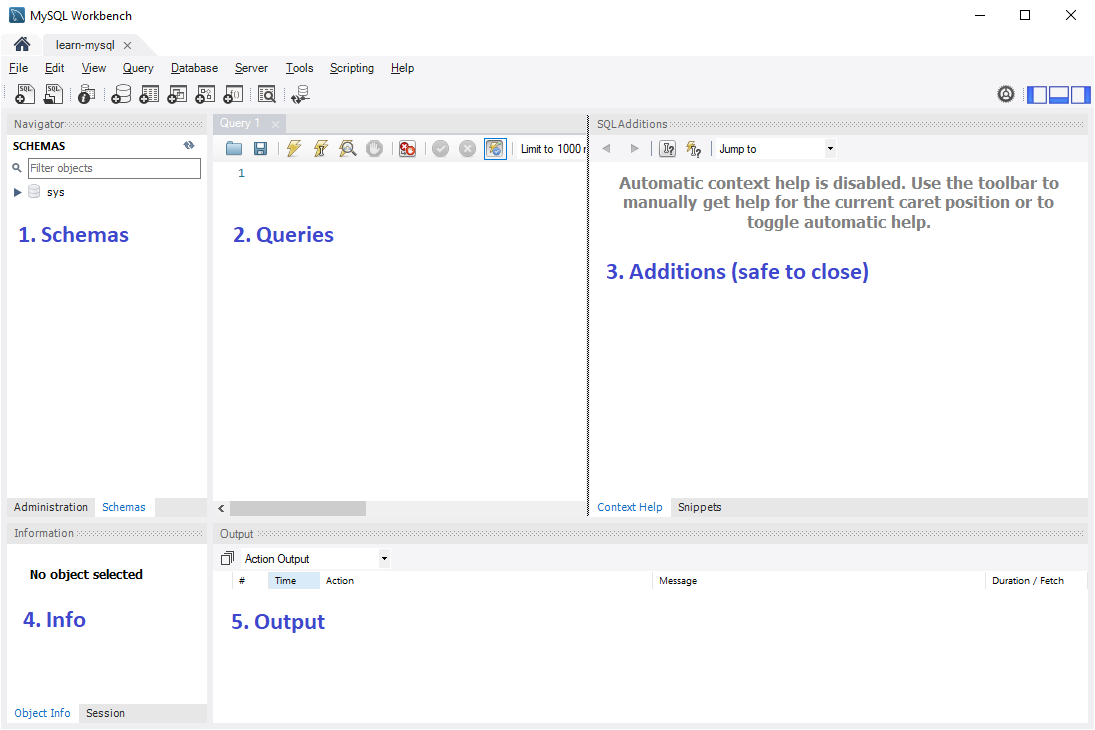 MySQL Workbench
learn-mysql
File Edit View Query Database Server Tools Scripting Help
SQL SQL
Navigator
SCHEMAS
Filter objects
sys
1. Schemas
Administration Schemas
Query 1
Limit to 1000 r
1
2. Queries
SQLAdditions
Jump to
Automatic context help is disabled. Use the toolbar to
manually get help for the current caret position or to
toggle automatic help.
3. Additions (safe to close)
Context Help Snippets
Information
No object selected
4. Info
Object Info Session
Output
Action Output
# Time Action Message Duration / Fetch
5. Output